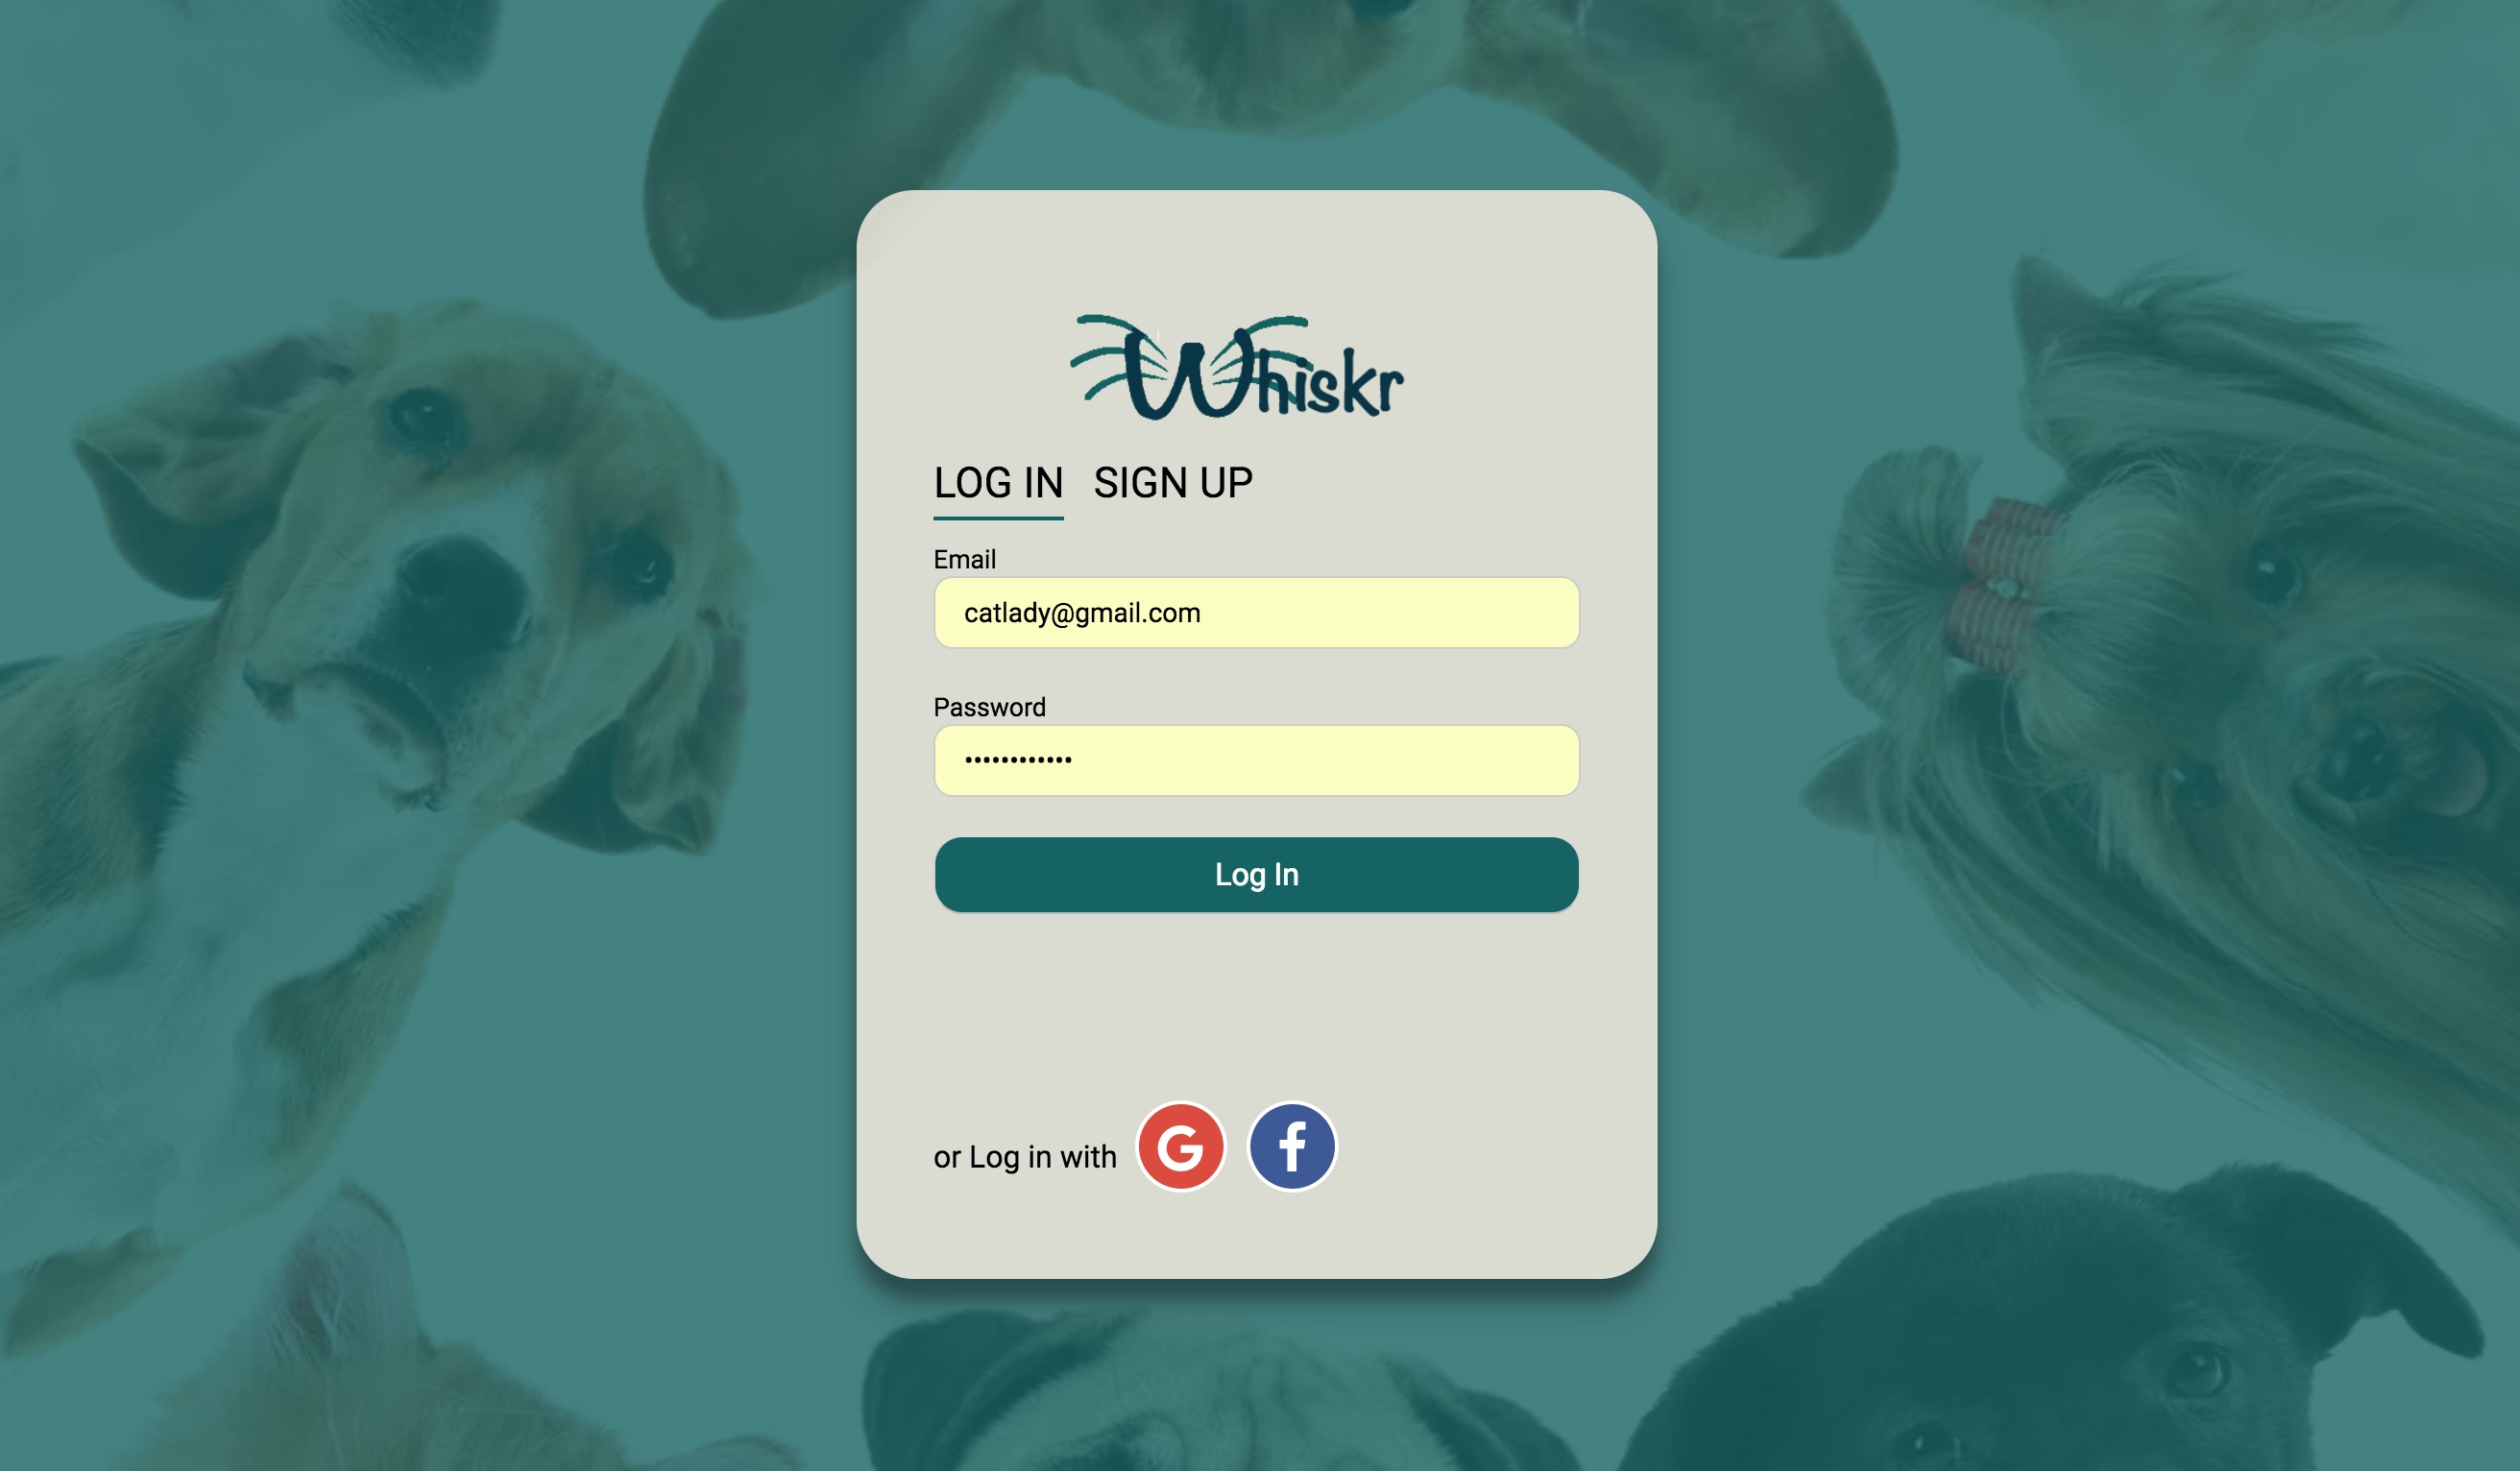 Whiskr
LOG IN SIGN UP
Email
catlady@gmail.com
Password
••••••••••••
Log In
or Log in with G f